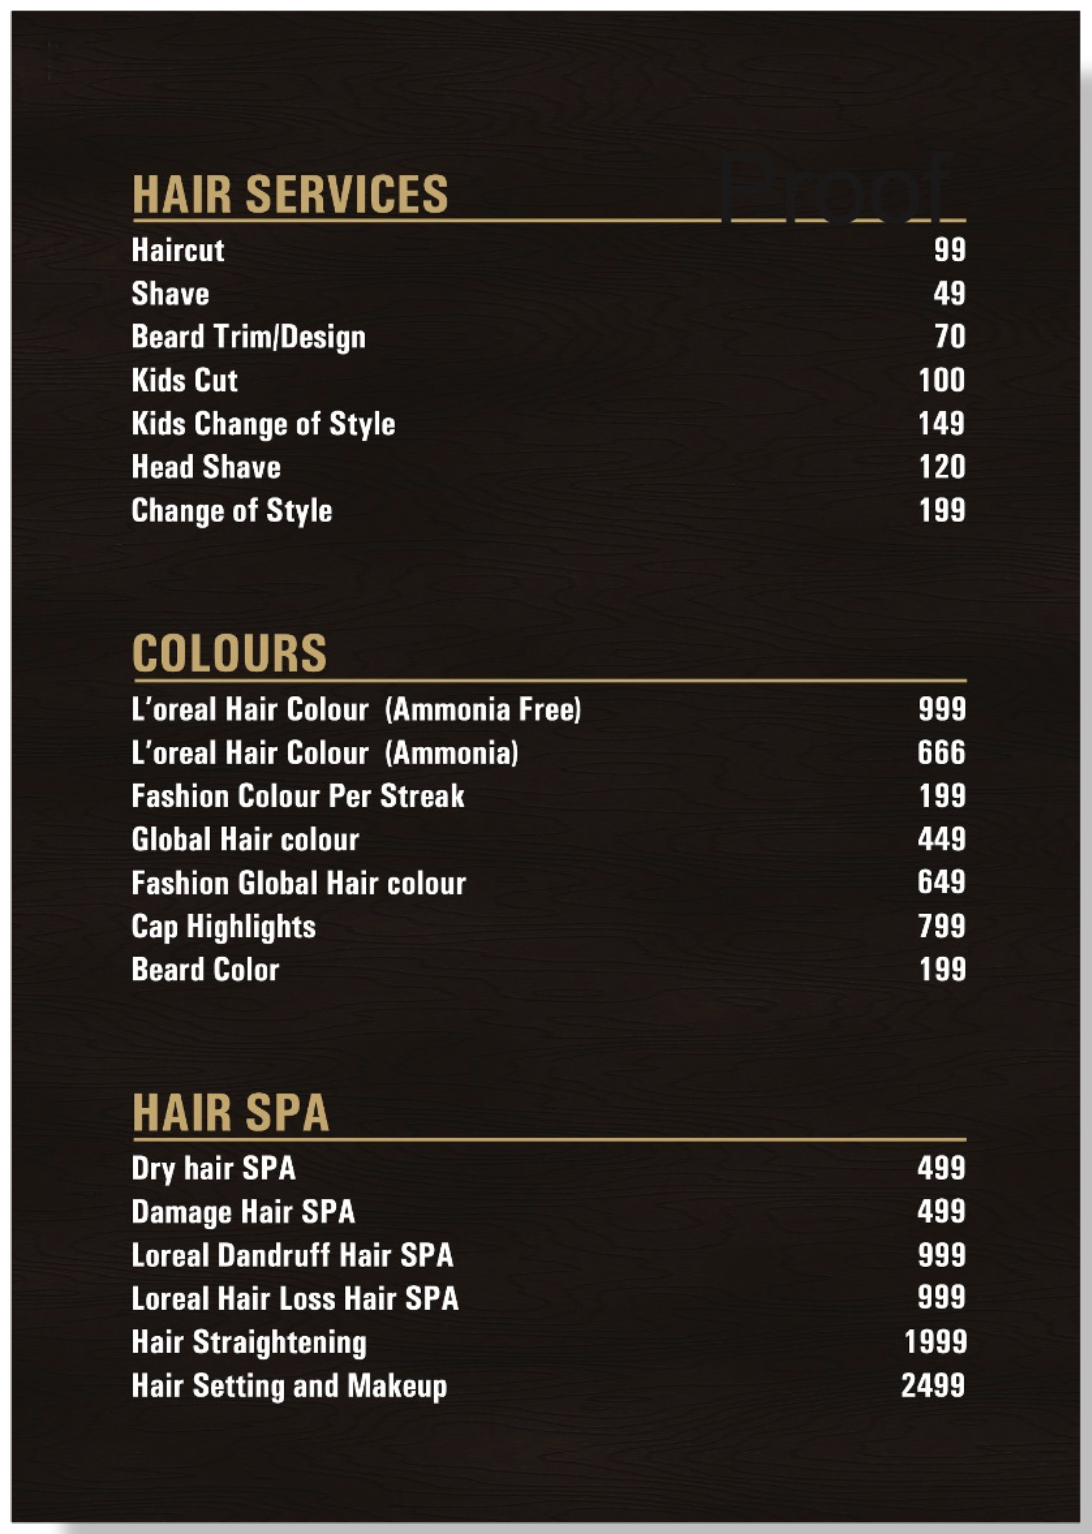 Proof
HAIR SERVICES
Haircut 99
Shave 49
Beard Trim/Design 70
Kids Cut 100
Kids Change of Style 149
Head Shave 120
Change of Style 199
COLOURS
L'oreal Hair Colour (Ammonia Free) 999
L'oreal Hair Colour (Ammonia) 666
Fashion Colour Per Streak 199
Global Hair colour 449
Fashion Global Hair colour 649
Cap Highlights 799
Beard Color 199
HAIR SPA
Dry hair SPA 499
Damage Hair SPA 499
Loreal Dandruff Hair SPA 999
Loreal Hair Loss Hair SPA 999
Hair Straightening 1999
Hair Setting and Makeup 2499